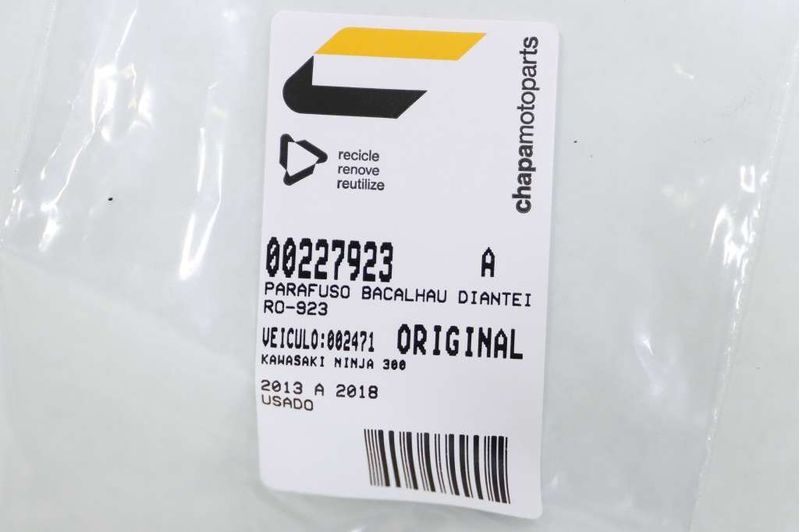 chapamotoparts
recicle
renove
reutilize
00227923 A
PARAFUSO BACALHAU DIANTEI
RO-923
VEICULO:002471 ORIGINAL
KAWASAKI NINJA 300
2013 A 2018
USADO